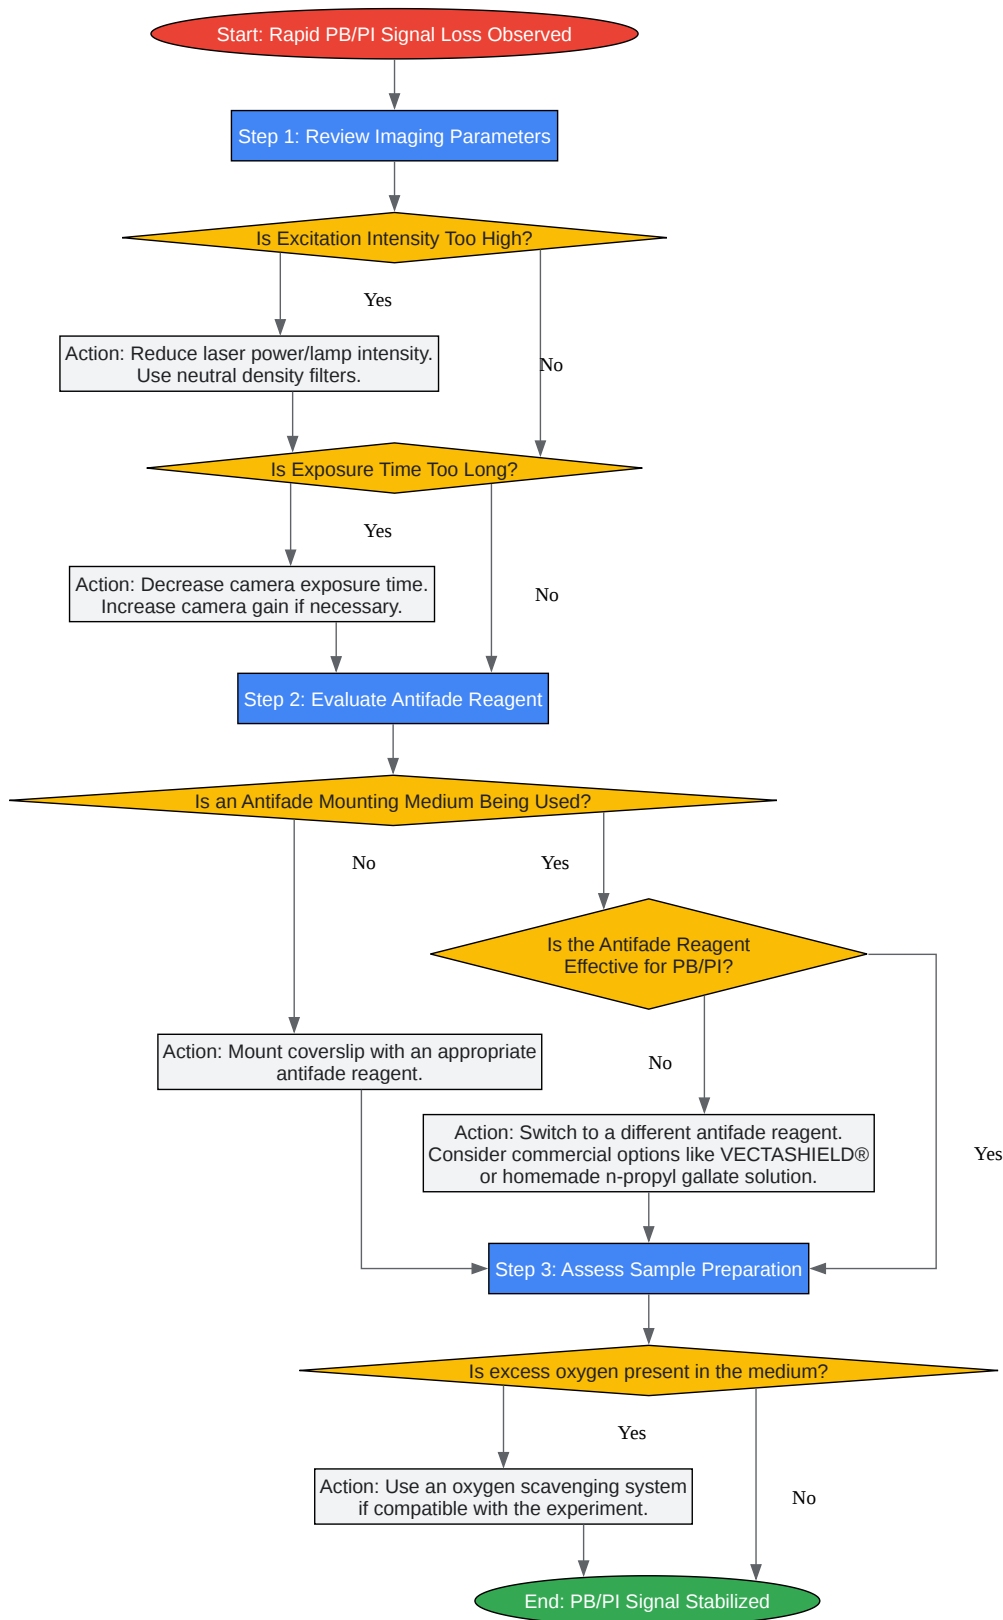 Start: Rapid PB/PI Signal Loss Observed
Step 1: Review Imaging Parameters
Is Excitation Intensity Too High?
Yes
Action: Reduce laser power/lamp intensity.
Use neutral density filters.
No
Is Exposure Time Too Long?
Yes
Action: Decrease camera exposure time.
Increase camera gain if necessary.
No
Step 2: Evaluate Antifade Reagent
Is an Antifade Mounting Medium Being Used?
No
Yes
Is the Antifade Reagent
Effective for PB/PI?
Action: Mount coverslip with an appropriate
antifade reagent.
No
Action: Switch to a different antifade reagent.
Consider commercial options like VECTASHIELD®
or homemade n-propyl gallate solution.
Yes
Step 3: Assess Sample Preparation
Is excess oxygen present in the medium?
Yes
Action: Use an oxygen scavenging system
if compatible with the experiment.
No
End: PB/PI Signal Stabilized